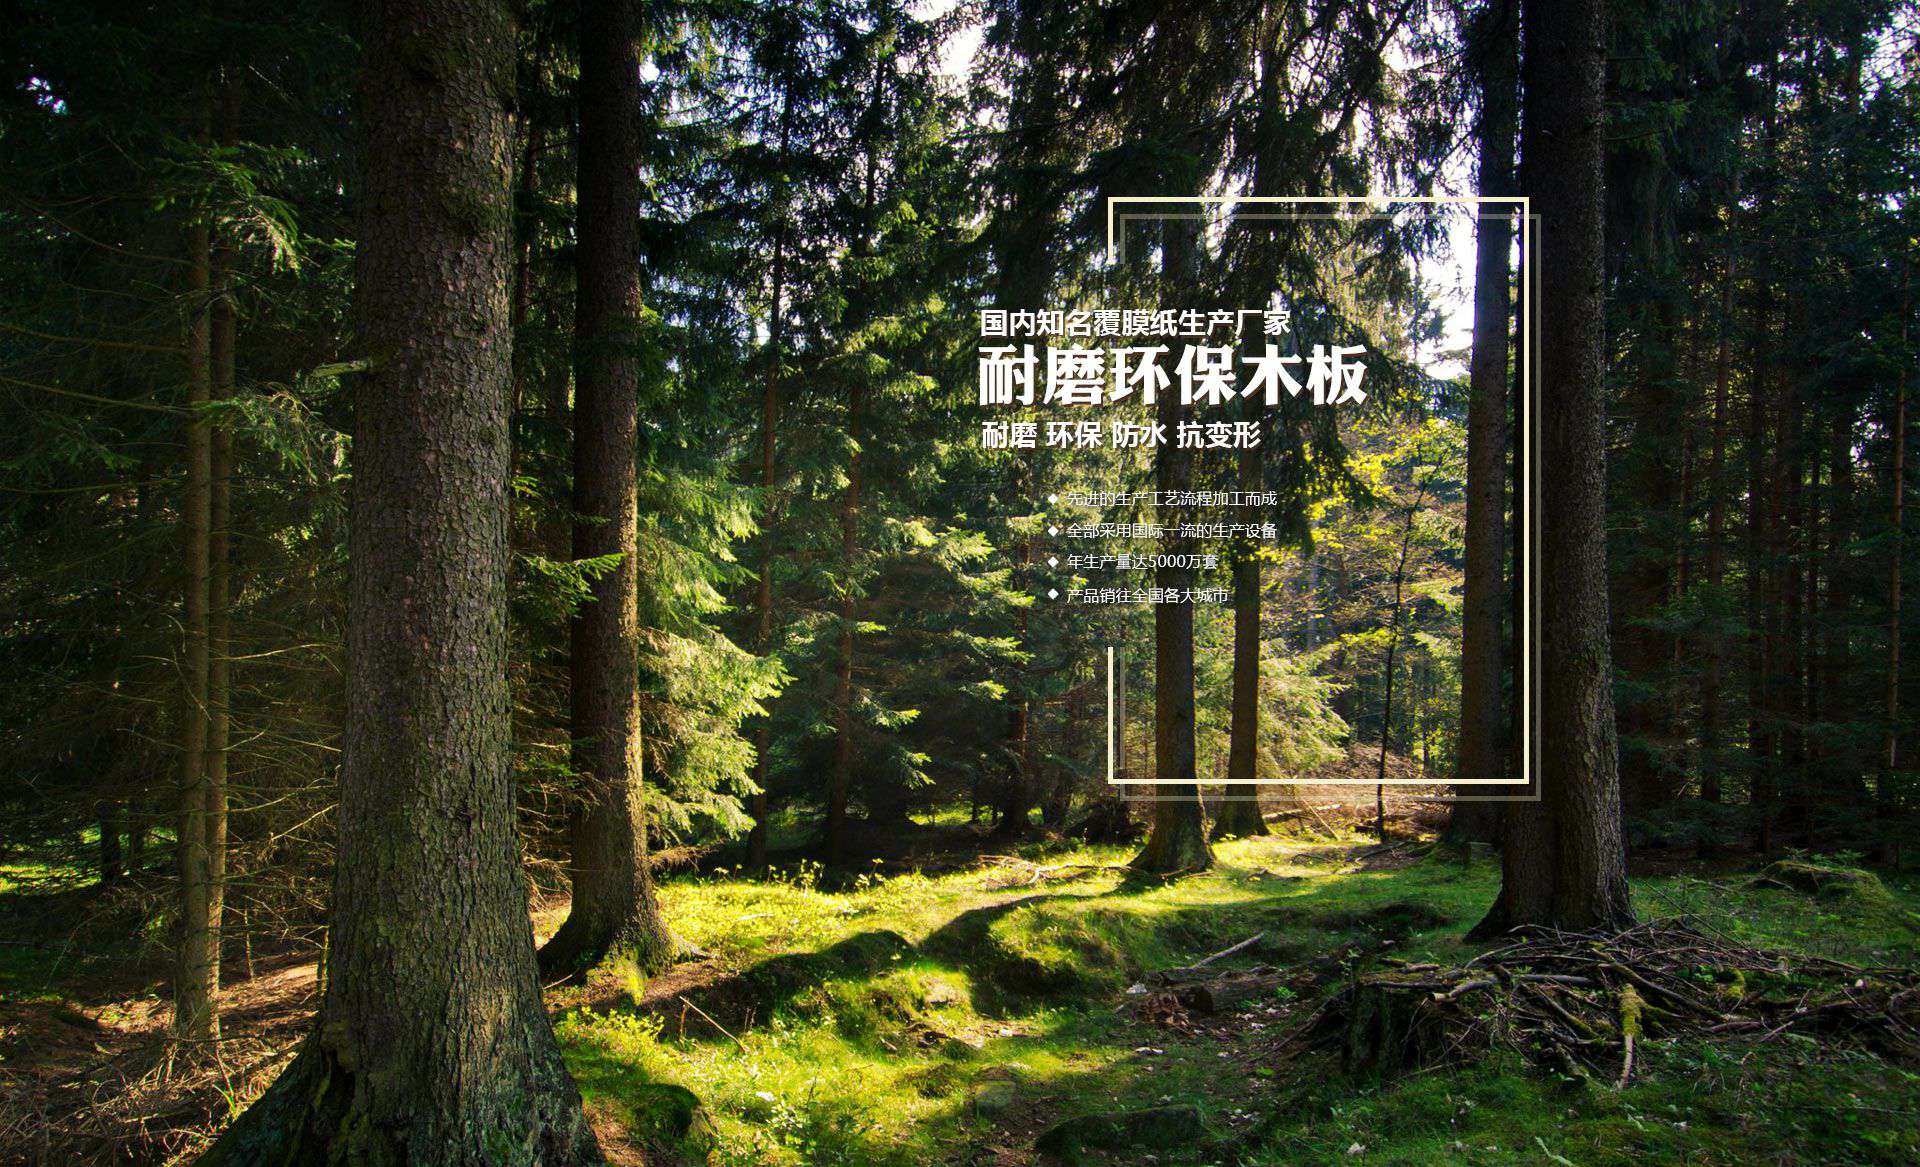 国内知名覆膜纸生产厂家
耐磨环保木板
耐磨 环保 防水 抗变形
◆ 先进的生产工艺流程加工而成
◆ 全部采用国际一流的生产设备
◆ 年生产量达5000万套
◆ 产品销往全国各大城市